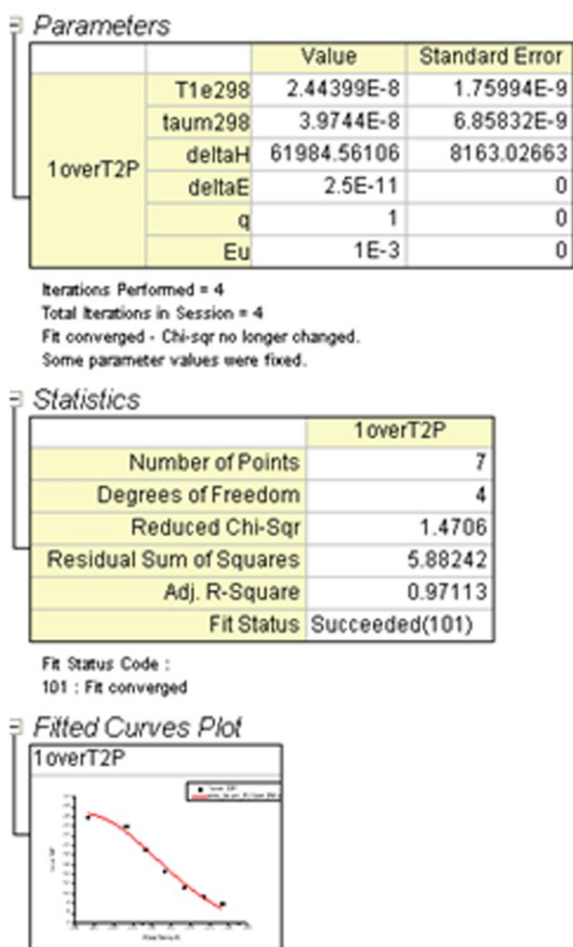 Parameters
Value Standard Error
1overT2P
T1e298 2.44399E-8 1.75994E-9
taum298 3.9744E-8 6.85832E-9
deltaH 61984.56106 8163.02663
deltaE 2.5E-11 0
q 1 0
Eu 1E-3 0
Iterations Performed = 4
Total Iterations in Session = 4
Fit converged - Chi-sqr no longer changed.
Some parameter values were fixed.
Statistics
1overT2P
Number of Points 7
Degrees of Freedom 4
Reduced Chi-Sqr 1.4706
Residual Sum of Squares 5.88242
Adj. R-Square 0.97113
Fit Status Succeeded(101)
Fit Status Code :
101 : Fit converged
Fitted Curves Plot
1overT2P